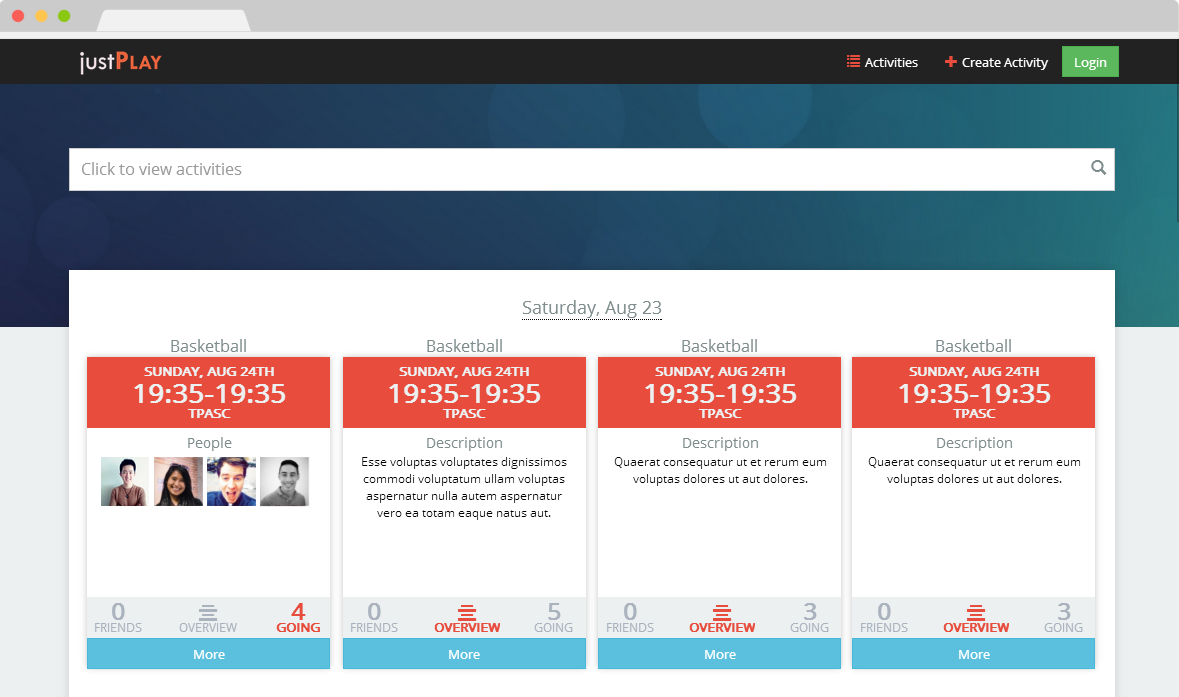 justPLAY
Activities
Create Activity
Login
Click to view activities
Saturday, Aug 23
Basketball
SUNDAY, AUG 24TH
19:35-19:35
TPASC
People
0
FRIENDS
OVERVIEW
4
GOING
More
Basketball
SUNDAY, AUG 24TH
19:35-19:35
TPASC
Description
Esse voluptas voluptates dignissimos
commodi voluptatum ullam voluptas
aspernatur nulla autem aspernatur
vero ea totam eaque natus aut.
0
FRIENDS
OVERVIEW
5
GOING
More
Basketball
SUNDAY, AUG 24TH
19:35-19:35
TPASC
Description
Quaerat consequatur ut et rerum eum
voluptas dolores ut aut dolores.
0
FRIENDS
OVERVIEW
3
GOING
More
Basketball
SUNDAY, AUG 24TH
19:35-19:35
TPASC
Description
Quaerat consequatur ut et rerum eum
voluptas dolores ut aut dolores.
0
FRIENDS
OVERVIEW
3
GOING
More